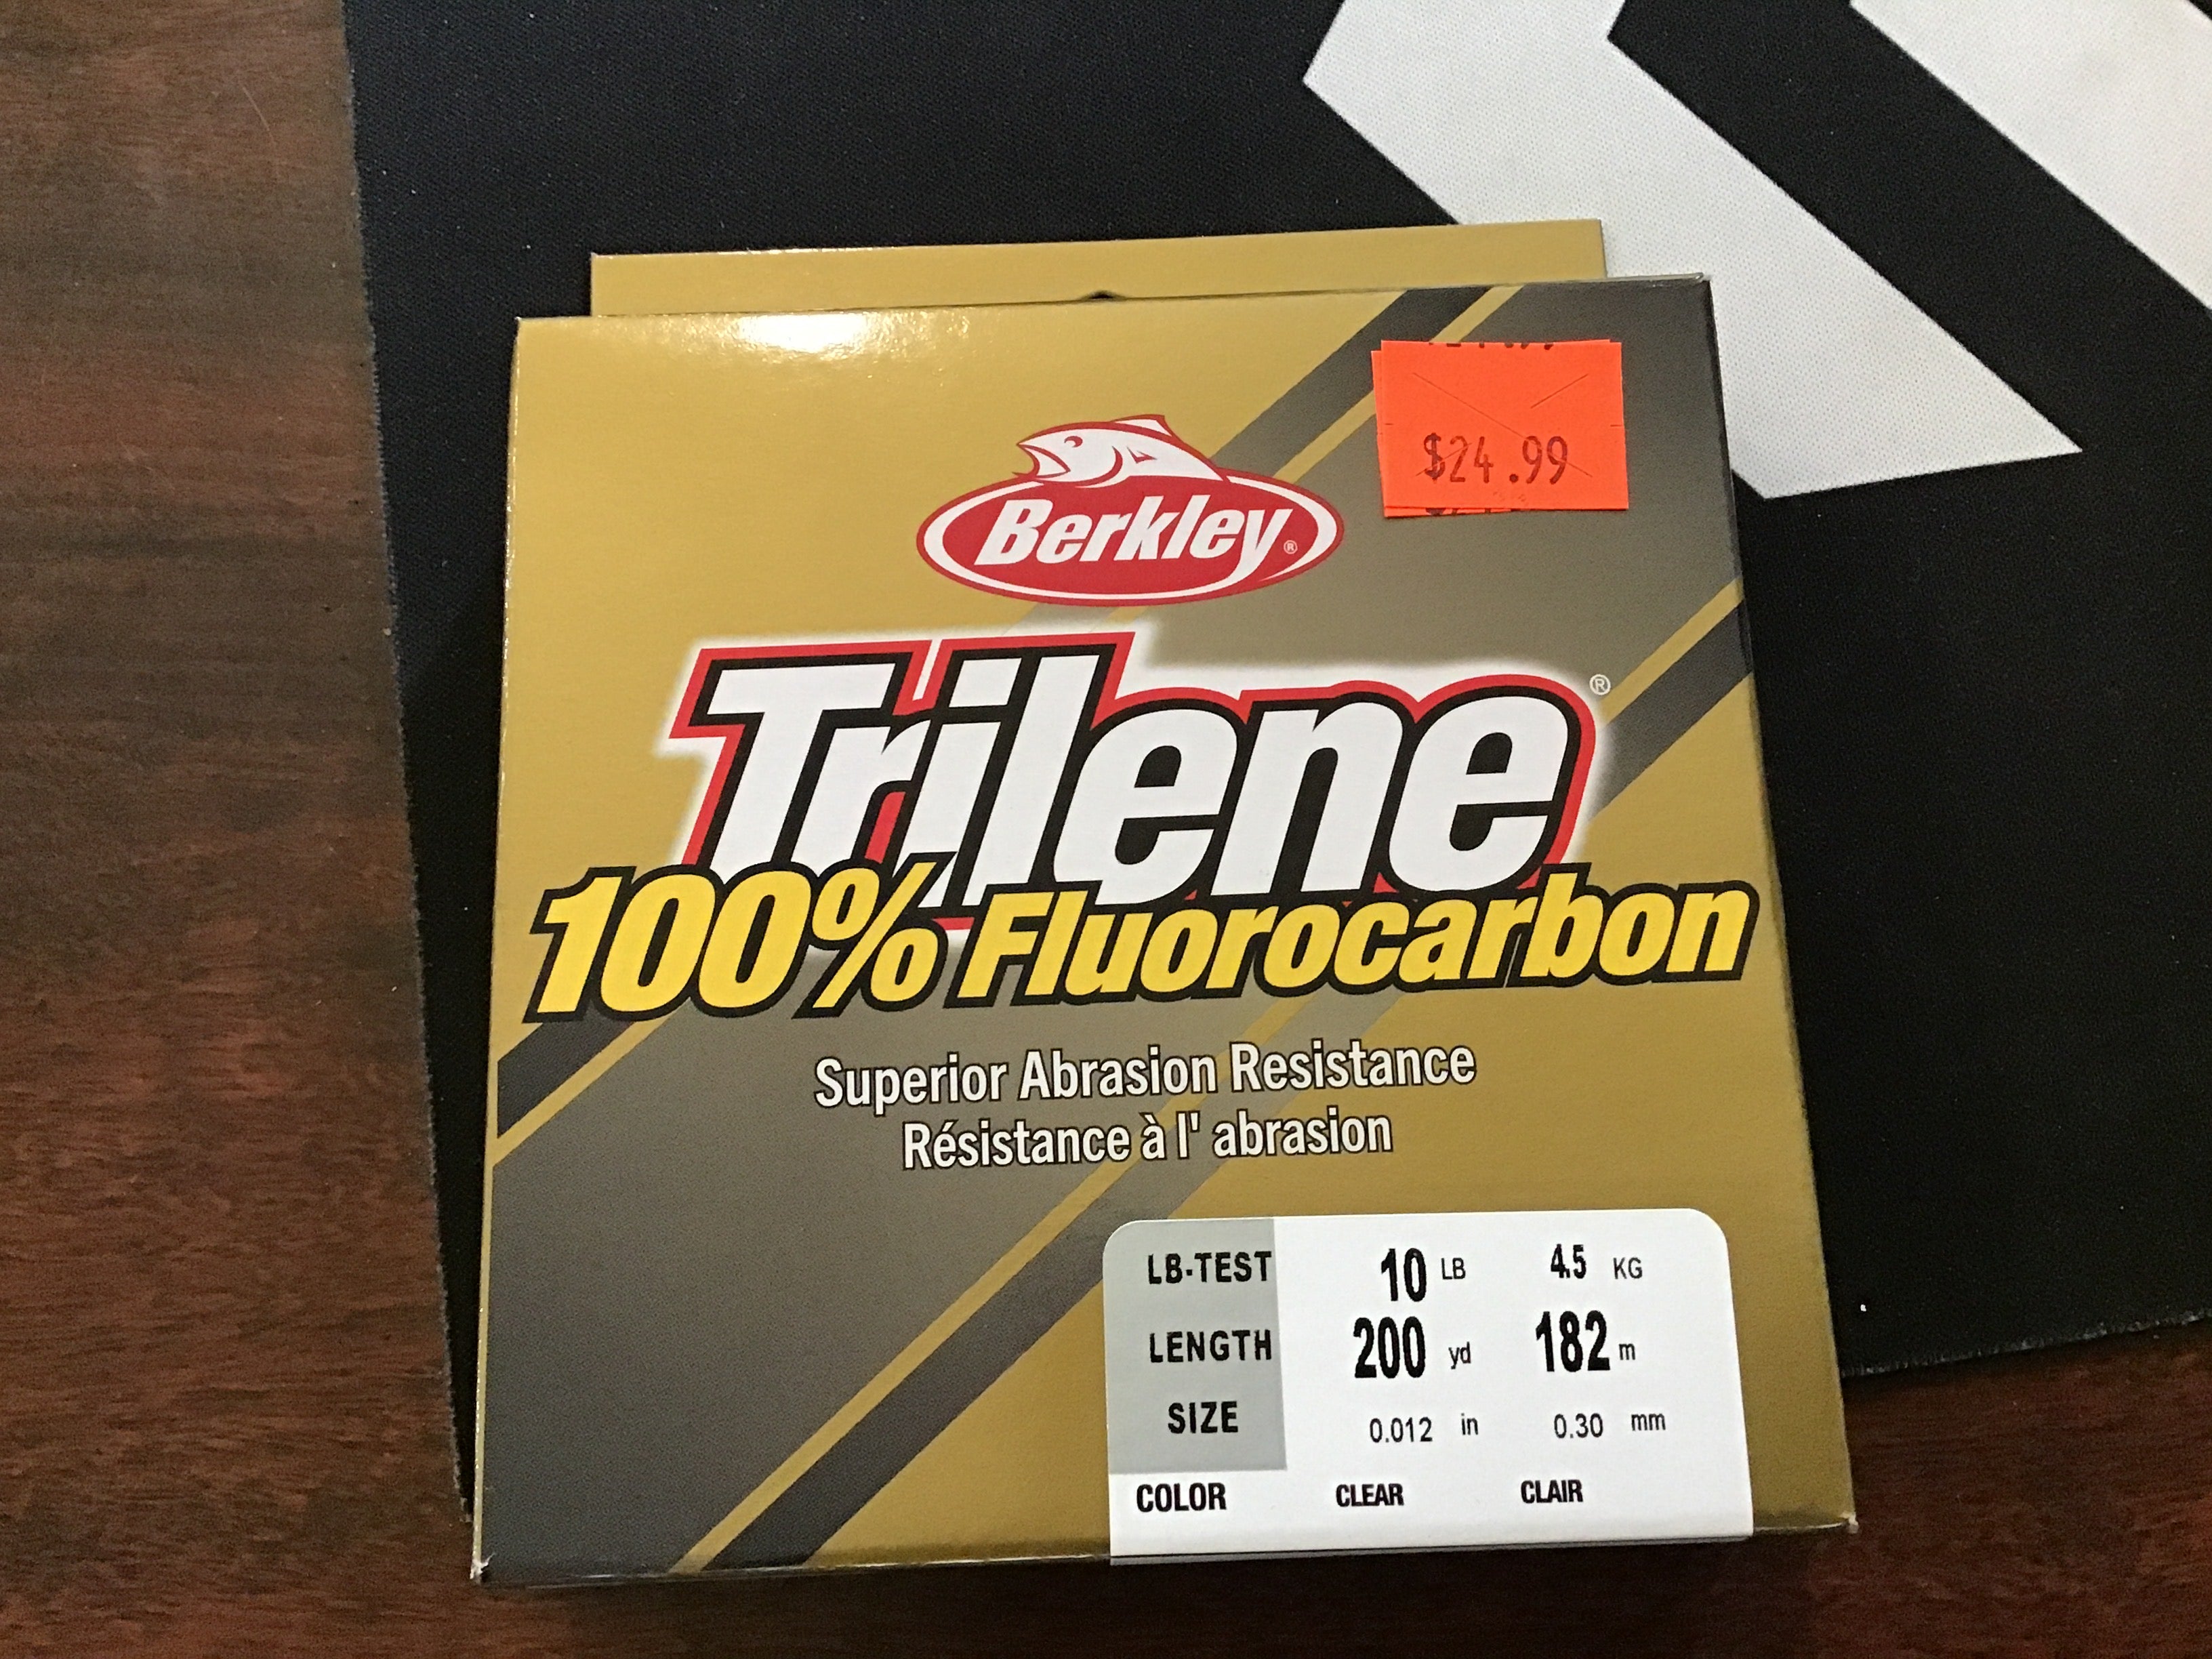 $24.99
Berkley®
Trilene®
100% Fluorocarbon
Superior Abrasion Resistance
Résistance à l' abrasion
LB-TEST 10 LB 4.5 KG
LENGTH 200 yd 182 m
SIZE 0.012 in 0.30 mm
COLOR CLEAR CLAIR